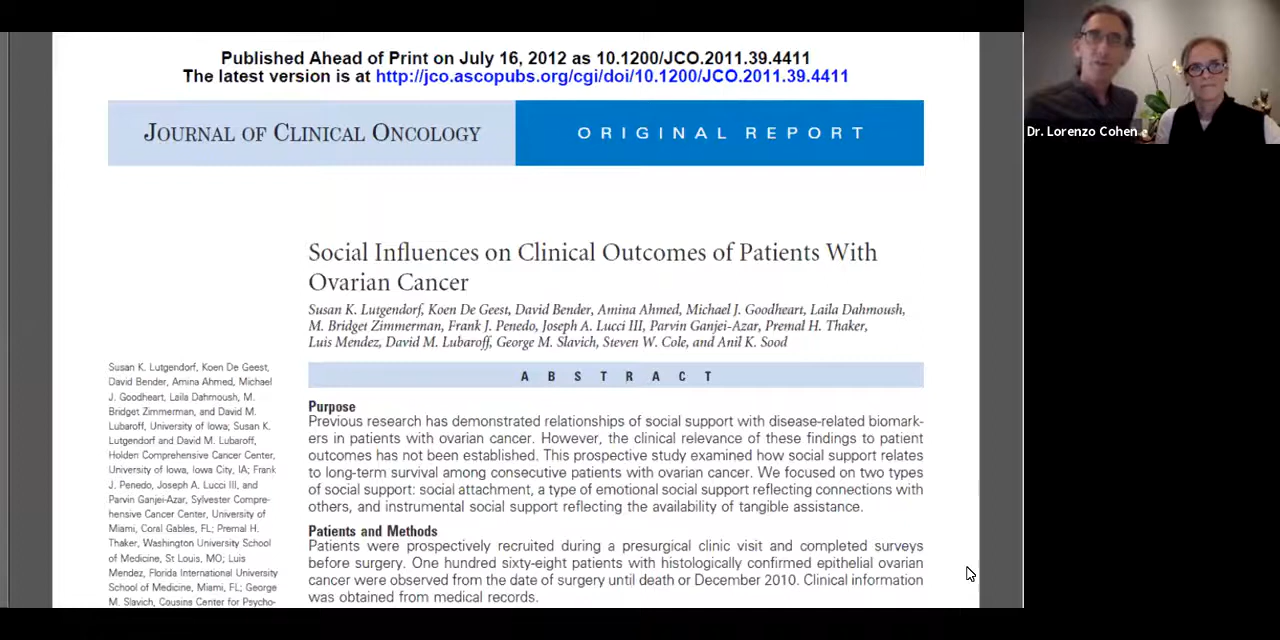 Published Ahead of Print on July 16, 2012 as 10.1200/JCO.2011.39.4411
The latest version is at http://jco.ascopubs.org/cgi/doi/10.1200/JCO.2011.39.4411
JOURNAL OF CLINICAL ONCOLOGY
ORIGINAL REPORT
Social Influences on Clinical Outcomes of Patients With
Ovarian Cancer
Susan K. Lutgendorf, Koen De Geest, David Bender, Amina Ahmed, Michael J. Goodheart, Laila Dahmoush,
M. Bridget Zimmerman, Frank J. Penedo, Joseph A. Lucci III, Parvin Ganjei-Azar, Premal H. Thaker,
Luis Mendez, David M. Lubaroff, George M. Slavich, Steven W. Cole, and Anil K. Sood
Susan K. Lutgendorf, Koen De Geest,
David Bender, Amina Ahmed, Michael
J. Goodheart, Laila Dahmoush, M.
Bridget Zimmerman, and David M.
Lubaroff, University of Iowa; Susan K.
Lutgendorf and David M. Lubaroff,
Holden Comprehensive Cancer Center,
University of Iowa, Iowa City, IA; Frank
J. Penedo, Joseph A. Lucci III, and
Parvin Ganjei-Azar, Sylvester Compre-
hensive Cancer Center, University of
Miami, Coral Gables, FL; Premal H.
Thaker, Washington University School
of Medicine, St Louis, MO; Luis
Mendez, Florida International University
School of Medicine, Miami, FL; George
M. Slavich, Cousins Center for Psycho-
ABSTRACT
Purpose
Previous research has demonstrated relationships of social support with disease-related biomark-
ers in patients with ovarian cancer. However, the clinical relevance of these findings to patient
outcomes has not been established. This prospective study examined how social support relates
to long-term survival among consecutive patients with ovarian cancer. We focused on two types
of social support: social attachment, a type of emotional social support reflecting connections with
others, and instrumental social support reflecting the availability of tangible assistance.
Patients and Methods
Patients were prospectively recruited during a presurgical clinic visit and completed surveys
before surgery. One hundred sixty-eight patients with histologically confirmed epithelial ovarian
cancer were observed from the date of surgery until death or December 2010. Clinical information
was obtained from medical records.
Dr. Lorenzo Cohen